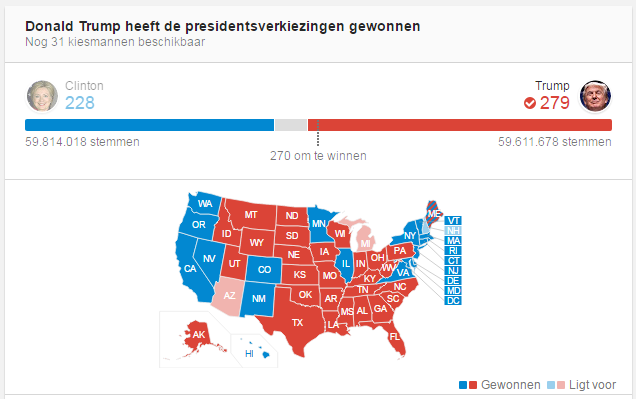 Donald Trump heeft de presidentsverkiezingen gewonnen
Nog 31 kiesmannen beschikbaar
Clinton
Trump
228
279
59.814.018 stemmen
59.611.678 stemmen
270 om te winnen
WA
MT
ND
MN
ME
VT
OR
ID
SD
WI
MI
NY
NH
WY
IA
PA
MA
NV
UT
NE
IL
IN
OH
RI
CA
CO
KS
MO
KY
WV
VA
CT
NJ
AZ
NM
OK
AR
TN
NC
DE
TX
LA
MS
AL
GA
SC
MD
DC
AK
HI
FL
Gewonnen
Ligt voor